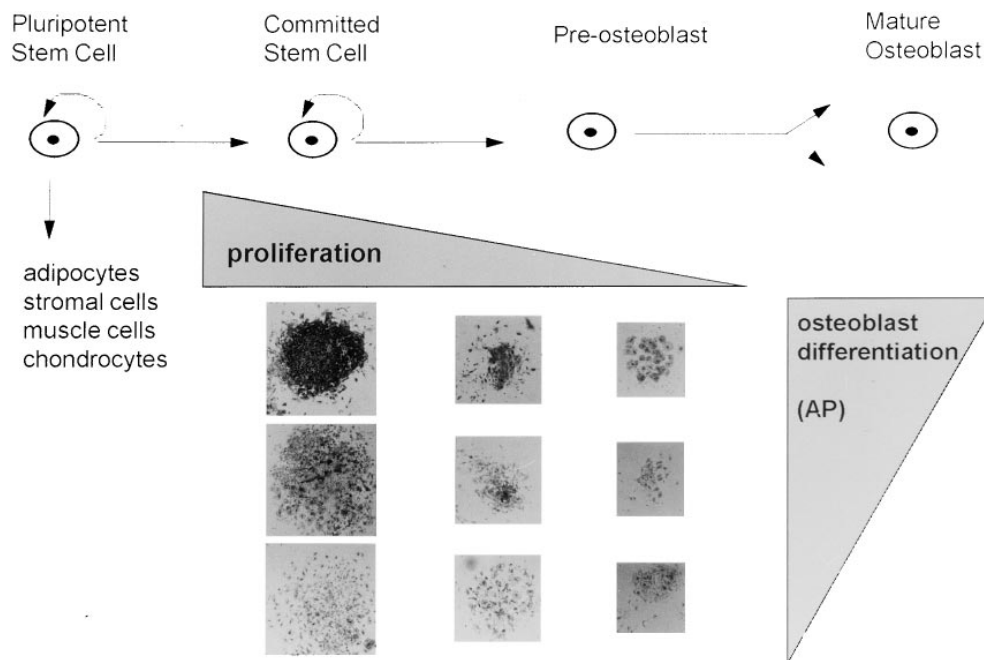 Pluripotent
Stem Cell
Committed
Stem Cell
Pre-osteoblast
Mature
Osteoblast
adipocytes
stromal cells
muscle cells
chondrocytes
proliferation
osteoblast
differentiation
(AP)